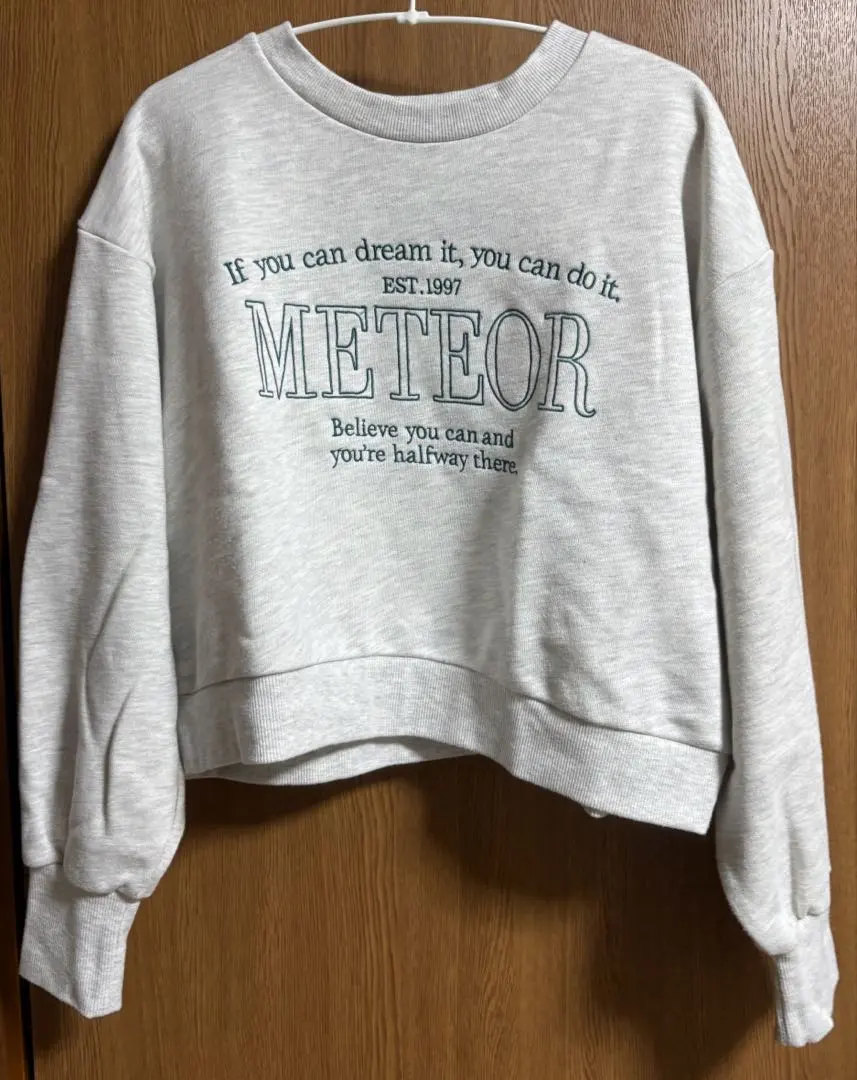 If you can dream it, you can do it.
EST.1997
METEOR
Believe you can and
you're halfway there.